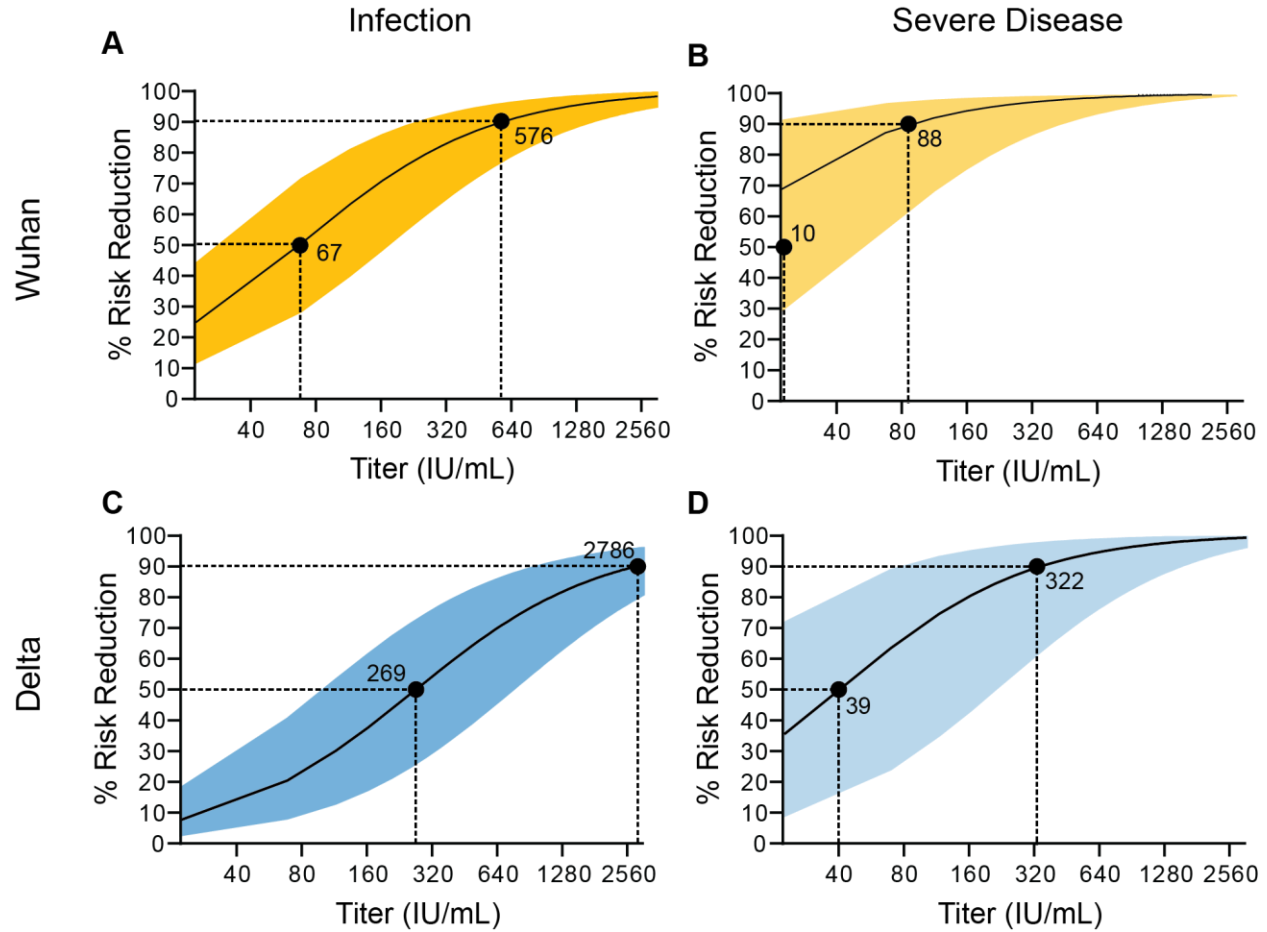 Infection
Severe Disease
Wuhan
A
% Risk Reduction
100
90
80
70
60
50
40
30
20
10
0
576
67
40 80 160 320 640 1280 2560
Titer (IU/mL)
B
% Risk Reduction
100
90
80
70
60
50
40
30
20
10
0
88
10
40 80 160 320 640 1280 2560
Titer (IU/mL)
Delta
C
% Risk Reduction
100
90
80
70
60
50
40
30
20
10
0
2786
269
40 80 160 320 640 1280 2560
Titer (IU/mL)
D
% Risk Reduction
100
90
80
70
60
50
40
30
20
10
0
322
39
40 80 160 320 640 1280 2560
Titer (IU/mL)